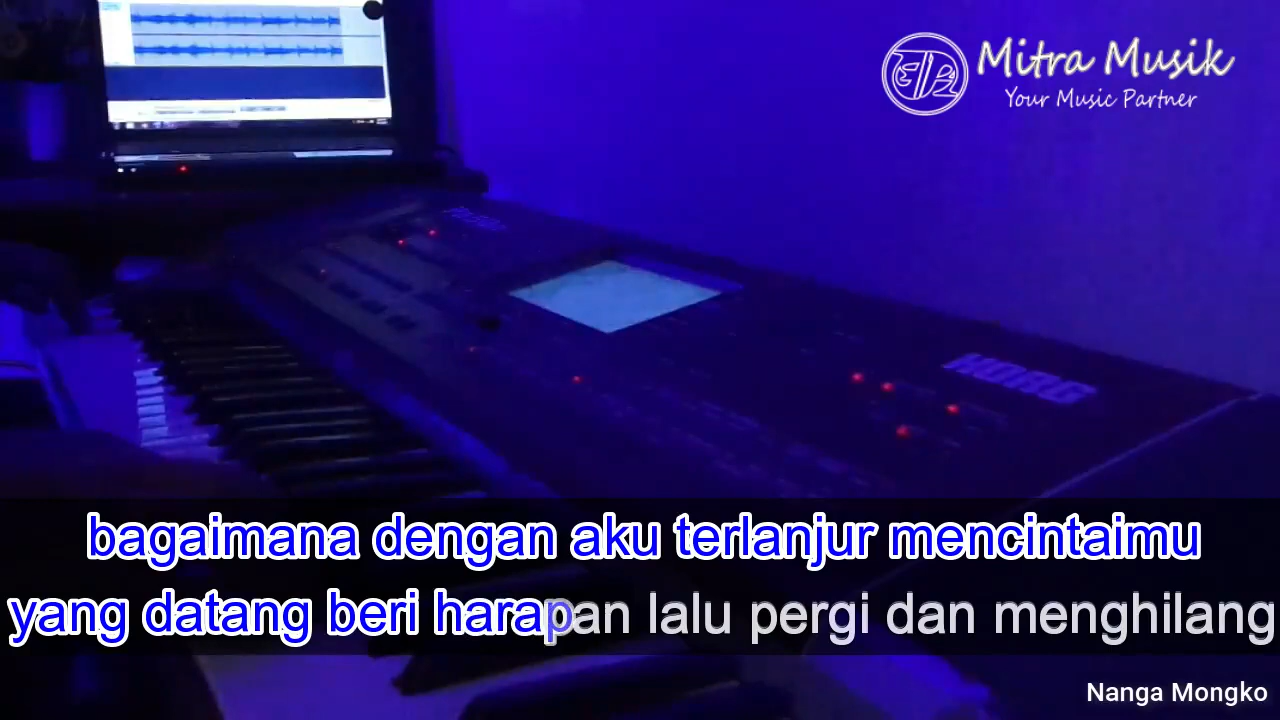 Mitra Musik
Your Music Partner
KORG
bagaimana dengan aku terlanjur mencintaimu
yang datang beri harapan lalu pergi dan menghilang
Nanga Mongko